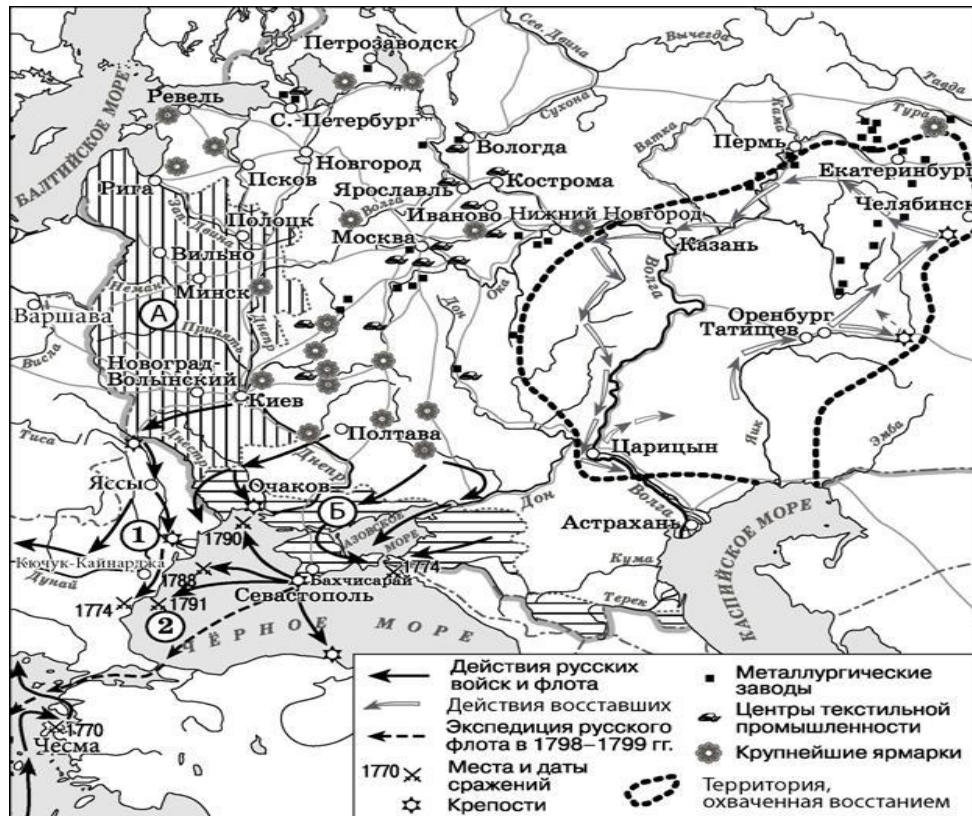 Петрозаводск
Сев. Двина
Вычегда
Тавда
БАЛТИЙСКОЕ МОРЕ
Ревель
С.-Петербург
Сухона
Вологда
Вятка
Кама
Пермь
Тура
Екатеринбург
Новгород
Псков
Рига
Ярославль
Кострома
Иваново
Нижний Новгород
Челябинск
Зап. Двина
Полоцк
Волга
Москва
Казань
Вильно
Неман
Минск
Днепр
Ока
Дон
Волга
Варшава
А
Припять
Оренбург
Татищев
Висла
Новоград-
Волынский
Киев
Полтава
Яик
Эмба
Тиса
Днестр
Днепр
Царицын
Яссы
Очаков
Дон
Волга
Б
АЗОВСКОЕ
МОРЕ
Астрахань
1
1790
Кючук-Кайнарджа
Дунай
1788
Бахчисарай
Севастополь
1774
Кума
Терек
КАСПИЙСКОЕ МОРЕ
1774
1791
2
ЧЁРНОЕ МОРЕ
1770
Чесма
Действия русских
войск и флота
Действия восставших
Экспедиция русского
флота в 1798–1799 гг.
1770
Места и даты
сражений
Крепости
Металлургические
заводы
Центры текстильной
промышленности
Крупнейшие ярмарки
Территория,
охваченная восстанием